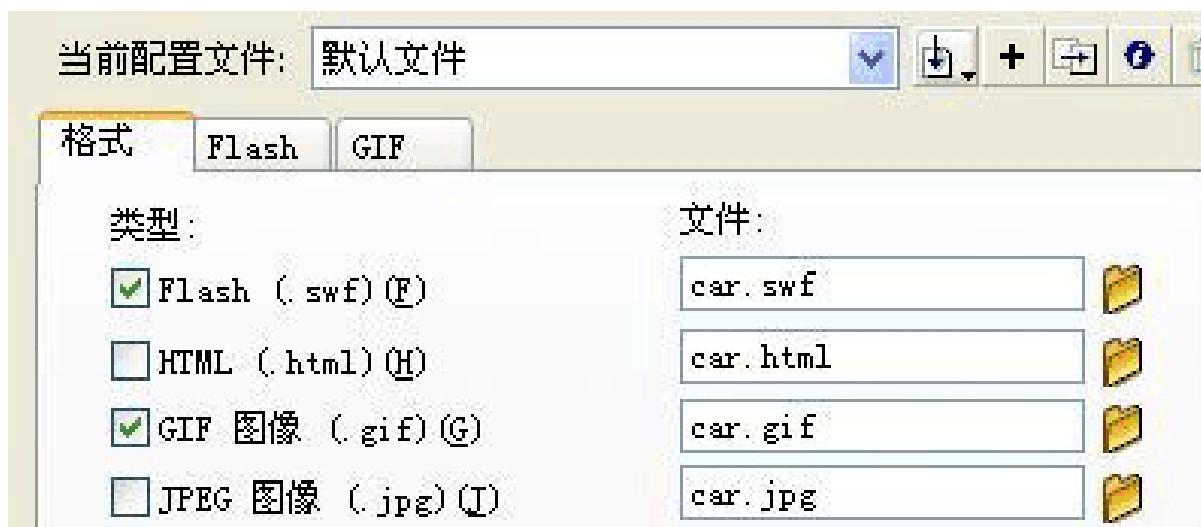 当前配置文件: 默认文件
格式 Flash GIF
类型: 文件:
Flash (.swf)(F) car.swf
HTML (.html)(H) car.html
GIF 图像 (.gif)(G) car.gif
JPEG 图像 (.jpg)(J) car.jpg